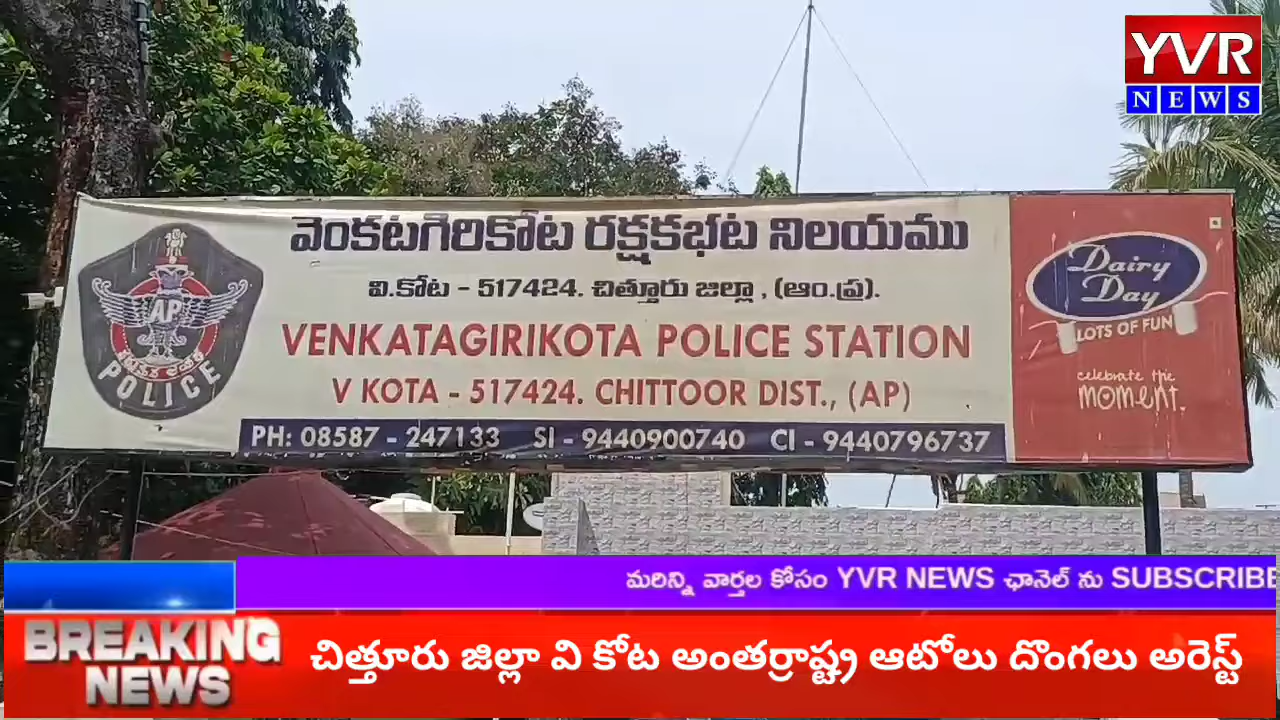 YVR
NEWS
వెంకటగిరికోట రక్షకభట నిలయము
వి.కోట - 517424. చిత్తూరు జిల్లా, (ఆం.ప్ర).
VENKATAGIRIKOTA POLICE STATION
V KOTA - 517424. CHITTOOR DIST., (AP)
PH: 08587 - 247133 SI - 9440900740 CI - 9440796737
AP
POLICE
Dairy
Day
LOTS OF FUN
celebrate the
moment.
మరిన్ని వార్తల కోసం YVR NEWS ఛానెల్ ను SUBSCRIBE
BREAKING
NEWS
చిత్తూరు జిల్లా వి కోట అంతర్రాష్ట్ర ఆటోలు దొంగలు అరెస్ట్